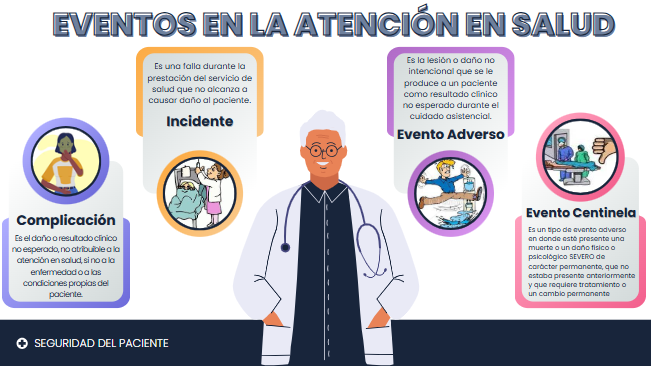 EVENTOS EN LA ATENCIÓN EN SALUD
Es una falla durante la
prestación del servicio de
salud que no alcanza a
causar daño al paciente.
Incidente
Es la lesión o daño no
intencional que se le
produce a un paciente
como resultado clínico
no esperado durante el
cuidado asistencial.
Evento Adverso
Complicación
Es el daño o resultado clínico
no esperado, no atribuible a la
atención en salud, si no a la
enfermedad o a las
condiciones propias del
paciente.
Evento Centinela
Es un tipo de evento adverso
en donde esté presente una
muerte o un daño físico o
psicológico SEVERO de
carácter permanente, que no
estaba presente anteriormente
y que requiere tratamiento o
un cambio permanente
SEGURIDAD DEL PACIENTE